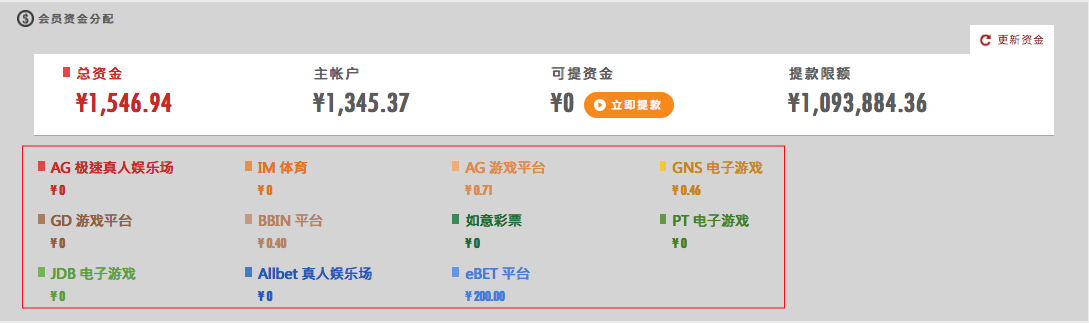 会员资金分配
更新资金
总资金 主帐户 可提资金 提款限额
¥1,546.94 ¥1,345.37 ¥0 立即提款 ¥1,093,884.36
AG 极速真人娱乐场 IM 体育 AG 游戏平台 GNS 电子游戏
¥ 0 ¥ 0 ¥ 0.71 ¥ 0.46
GD 游戏平台 BBIN 平台 如意彩票 PT 电子游戏
¥ 0 ¥ 0.40 ¥ 0 ¥ 0
JDB 电子游戏 Allbet 真人娱乐场 eBET 平台
¥ 0 ¥ 0 ¥ 200.00